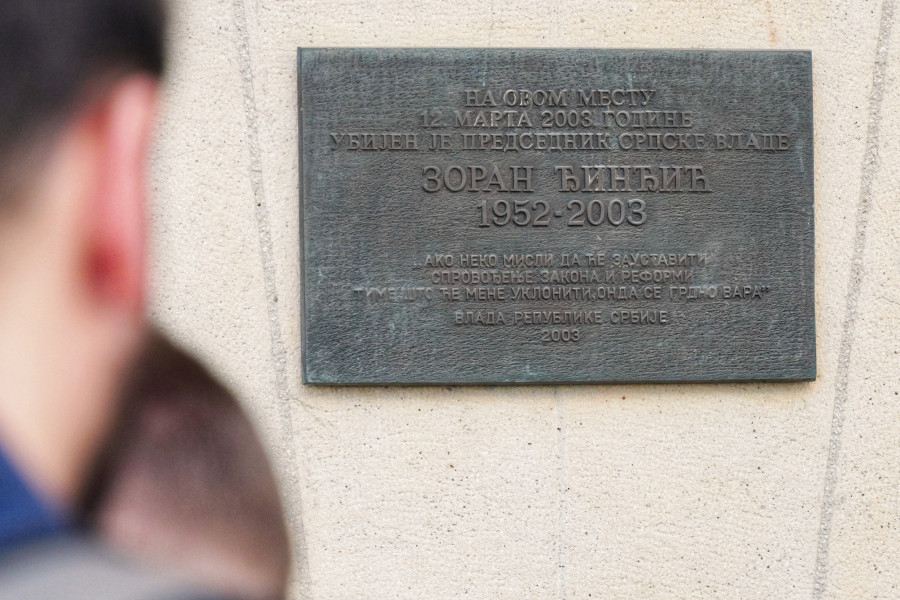 НА ОВОМ МЕСТУ
12. МАРТА 2003 ГОДИНЕ
УБИЈЕН ЈЕ ПРЕДСЕДНИК СРПСКЕ ВЛАДЕ
ЗОРАН ЂИНЂИЋ
1952-2003
„АКО НЕКО МИСЛИ ДА ЋЕ ЗАУСТАВИТИ
СПРОВОЂЕЊЕ ЗАКОНА И РЕФОРМИ
ТИМЕ ШТО ЋЕ МЕНЕ УКЛОНИТИ, ОНДА СЕ ГРДНО ВАРА"
ВЛАДА РЕПУБЛИКЕ СРБИЈЕ
2003